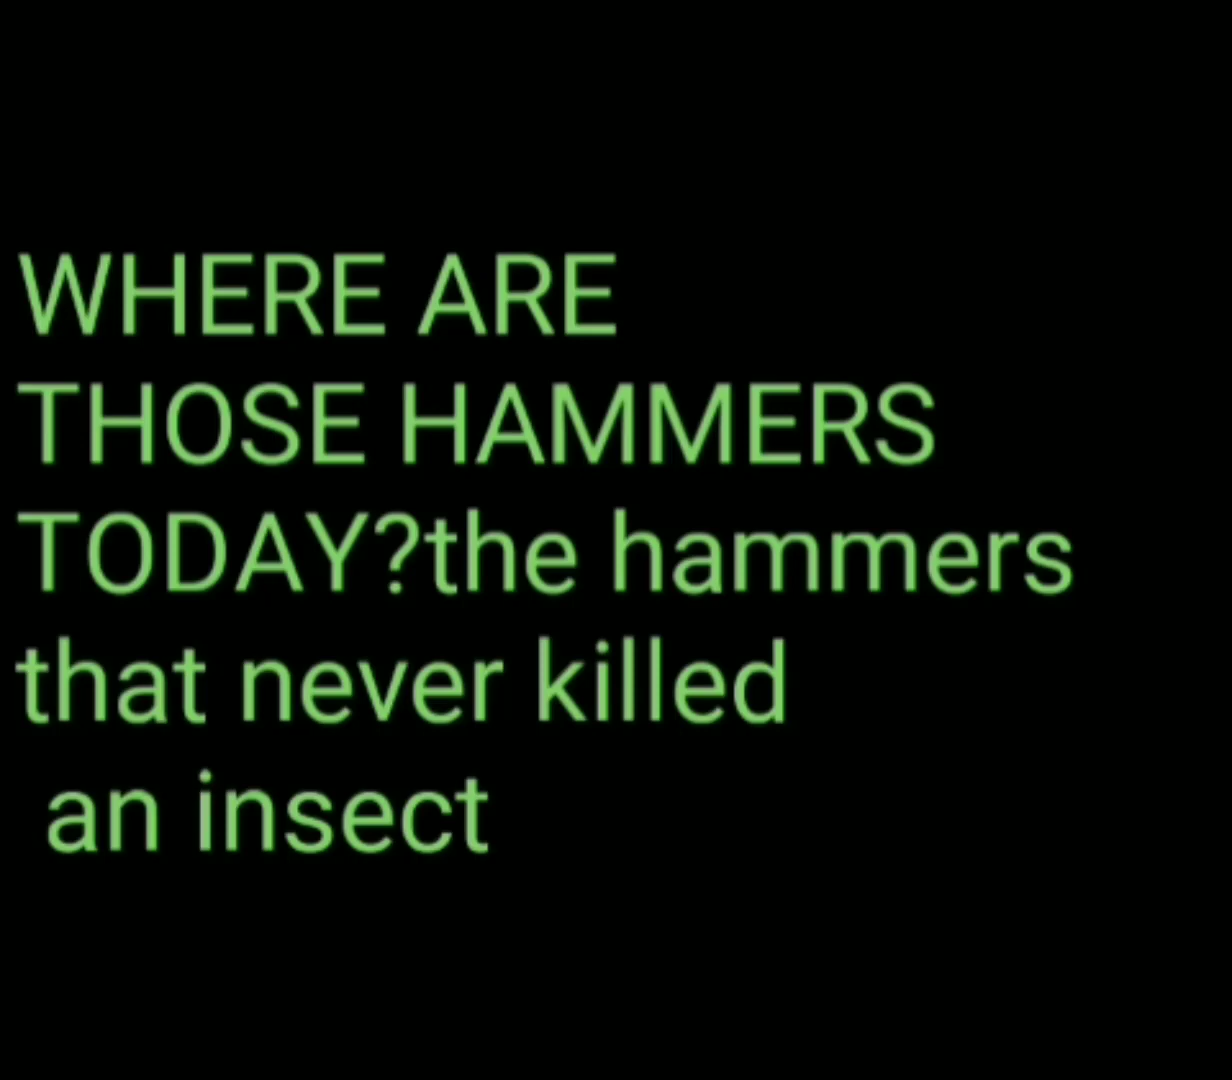 WHERE ARE
THOSE HAMMERS
TODAY?the hammers
that never killed
an insect